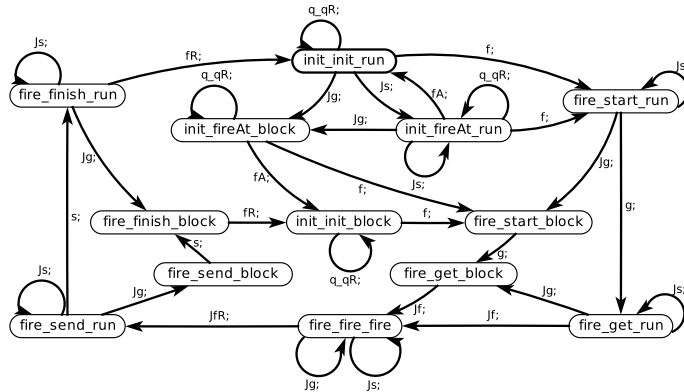 q_qR;
Js;
fR;
init_init_run
f;
Js;
fire_finish_run
q_qR;
Jg;
Js;
fA;
q_qR;
fire_start_run
init_fireAt_block
Jg;
init_fireAt_run
f;
Jg;
fA;
f;
Js;
Jg;
fire_finish_block
fR;
init_init_block
f;
fire_start_block
g;
s;
s;
g;
fire_send_block
q_qR;
fire_get_block
Js;
Jg;
Jf;
Jg;
Js;
fire_send_run
JfR;
fire_fire_fire
Jf;
fire_get_run
Jg;
Js;